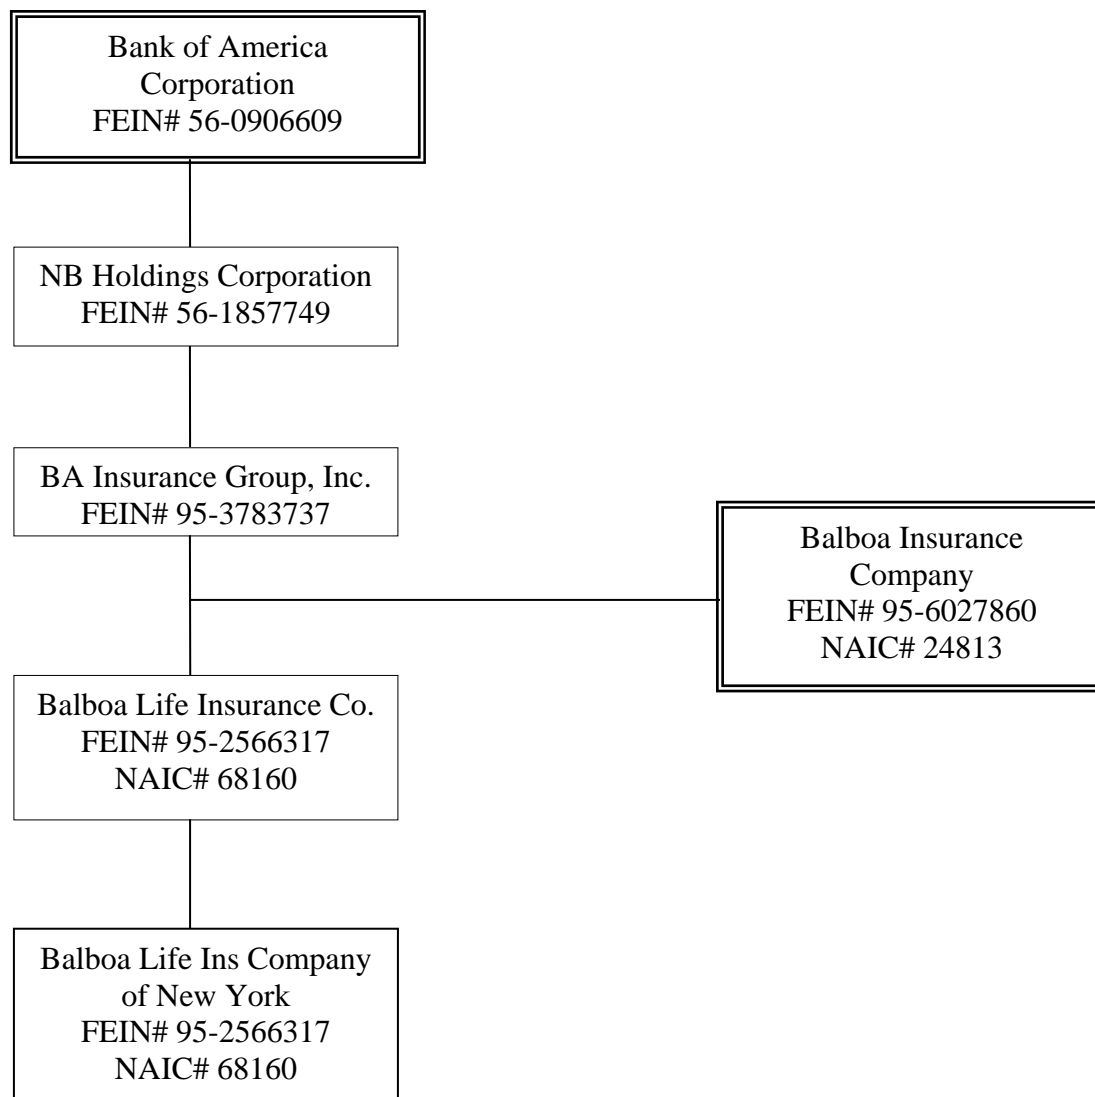 Bank of America
Corporation
FEIN# 56-0906609
NB Holdings Corporation
FEIN# 56-1857749
BA Insurance Group, Inc.
FEIN# 95-3783737
Balboa Insurance
Company
FEIN# 95-6027860
NAIC# 24813
Balboa Life Insurance Co.
FEIN# 95-2566317
NAIC# 68160
Balboa Life Ins Company
of New York
FEIN# 95-2566317
NAIC# 68160